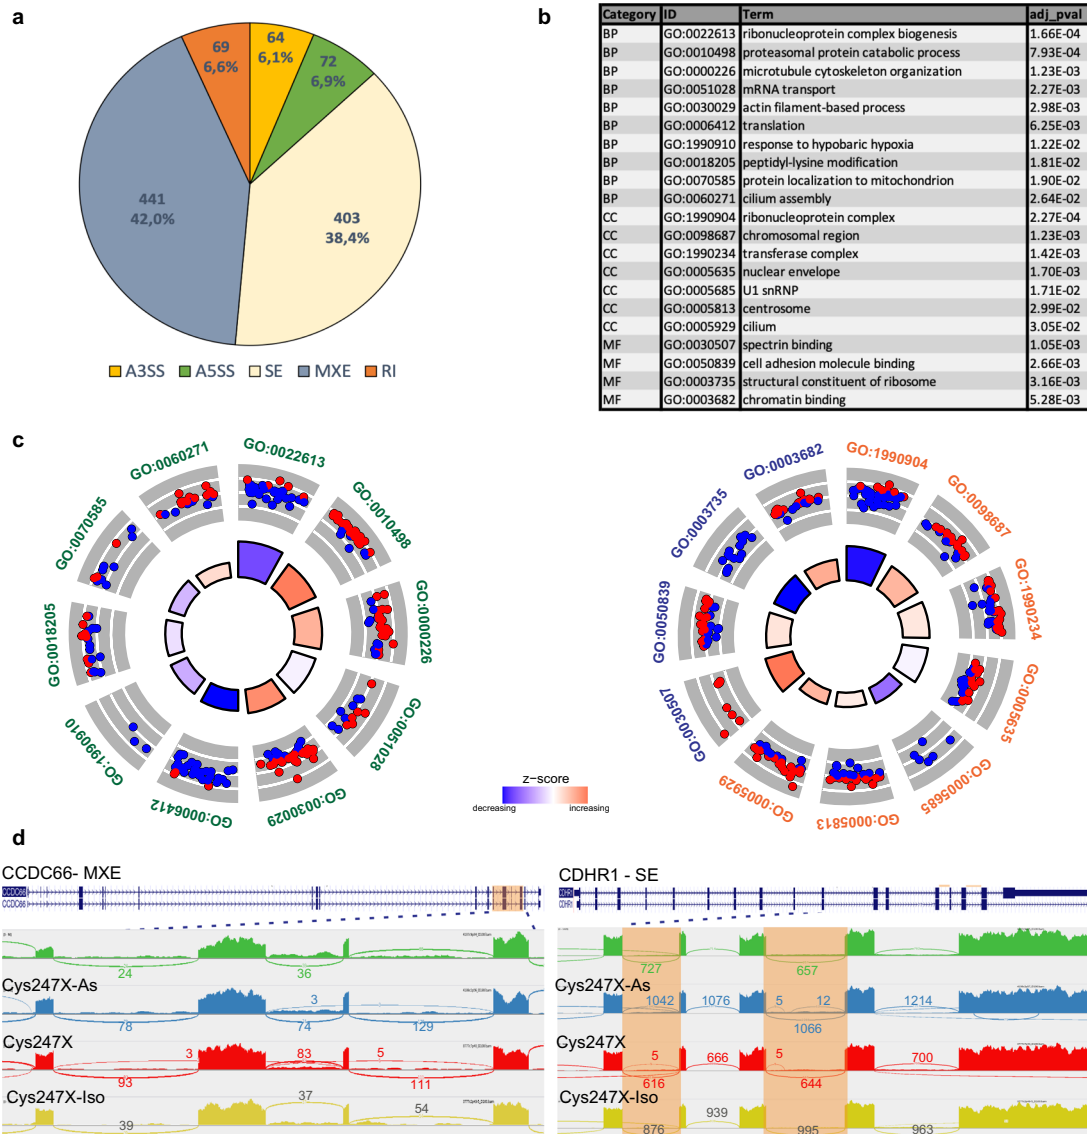 a
64
6,1%
69
6,6%
72
6,9%
441
42,0%
403
38,4%
A3SS A5SS SE MXE RI
b
Category ID Term adj_pval
BP GO:0022613 ribonucleoprotein complex biogenesis 1.66E-04
BP GO:0010498 proteasomal protein catabolic process 7.93E-04
BP GO:0000226 microtubule cytoskeleton organization 1.23E-03
BP GO:0051028 mRNA transport 2.27E-03
BP GO:0030029 actin filament-based process 2.98E-03
BP GO:0006412 translation 6.25E-03
BP GO:1990910 response to hypobaric hypoxia 1.22E-02
BP GO:0018205 peptidyl-lysine modification 1.81E-02
BP GO:0070585 protein localization to mitochondrion 1.90E-02
BP GO:0060271 cilium assembly 2.64E-02
CC GO:1990904 ribonucleoprotein complex 2.27E-04
CC GO:0098687 chromosomal region 1.23E-03
CC GO:1990234 transferase complex 1.42E-03
CC GO:0005635 nuclear envelope 1.70E-03
CC GO:0005685 U1 snRNP 1.71E-02
CC GO:0005813 centrosome 2.99E-02
CC GO:0005929 cilium 3.05E-02
MF GO:0030507 spectrin binding 1.05E-03
MF GO:0050839 cell adhesion molecule binding 2.66E-03
MF GO:0003735 structural constituent of ribosome 3.16E-03
MF GO:0003682 chromatin binding 5.28E-03
c
GO:0022613
GO:0010498
GO:0000226
GO:0051028
GO:0030029
GO:0006412
GO:1990910
GO:0018205
GO:0070585
GO:0060271
z-score
decreasing increasing
GO:1990904
GO:0098687
GO:1990234
GO:0005635
GO:0005685
GO:0005813
GO:0005929
GO:0030507
GO:0050839
GO:0003735
GO:0003682
d
CCDC66- MXE
CCDC66
CCDC66
24 36
Cys247X-As
3
78 74 129
Cys247X
3 83 5
93 111
Cys247X-Iso
37
39 54
CDHR1 - SE
CDHR1
CDHR1
727 657
Cys247X-As
1042 1076 5 12 1214
1066
Cys247X
5 666 5 700
616 644
Cys247X-Iso
939
876 995 963